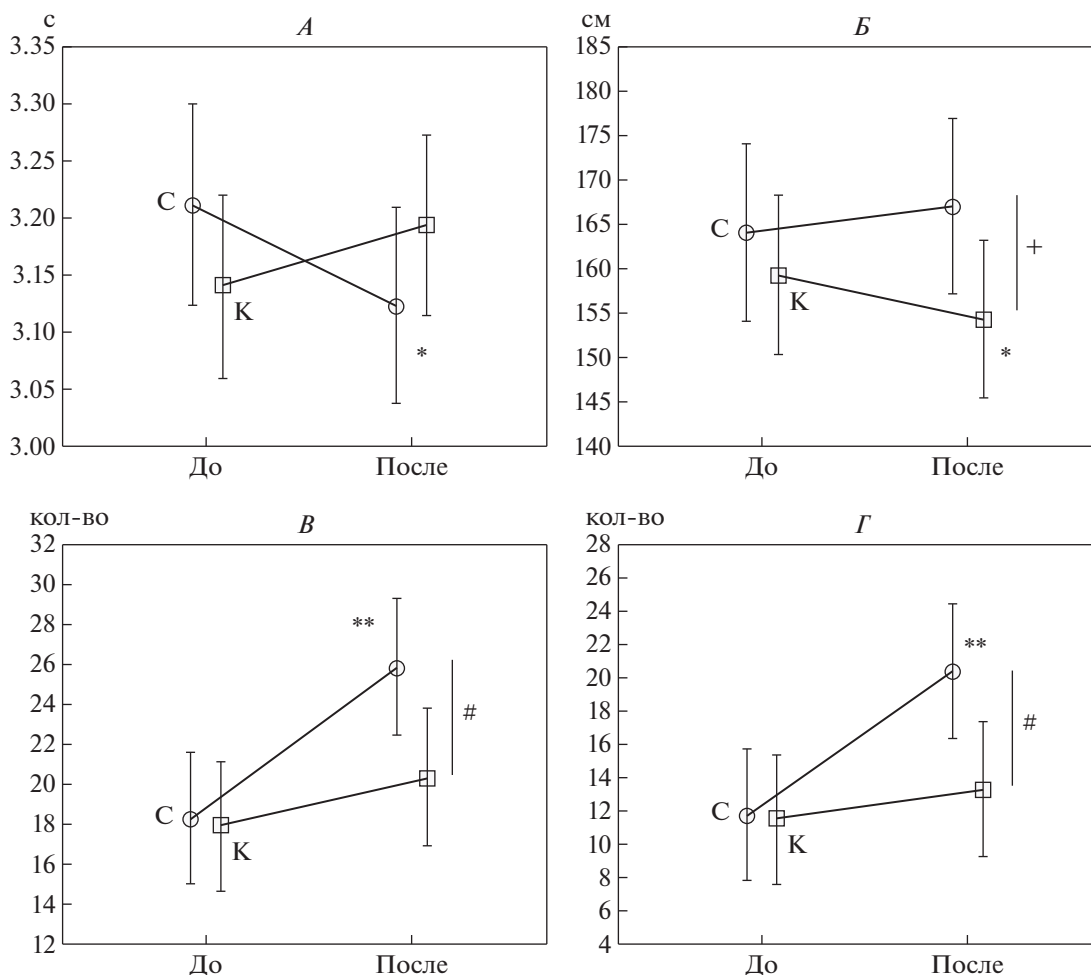 с
А
3.35
3.30
3.25
3.20
3.15
3.10
3.05
3.00
С
К
*
До
После
см
Б
185
180
175
170
165
160
155
150
145
140
С
К
+
*
До
После
кол-во
В
32
30
28
26
24
22
20
18
16
14
12
**
#
С
К
До
После
кол-во
Г
28
26
24
22
20
18
16
14
12
10
8
6
4
**
#
С
К
До
После